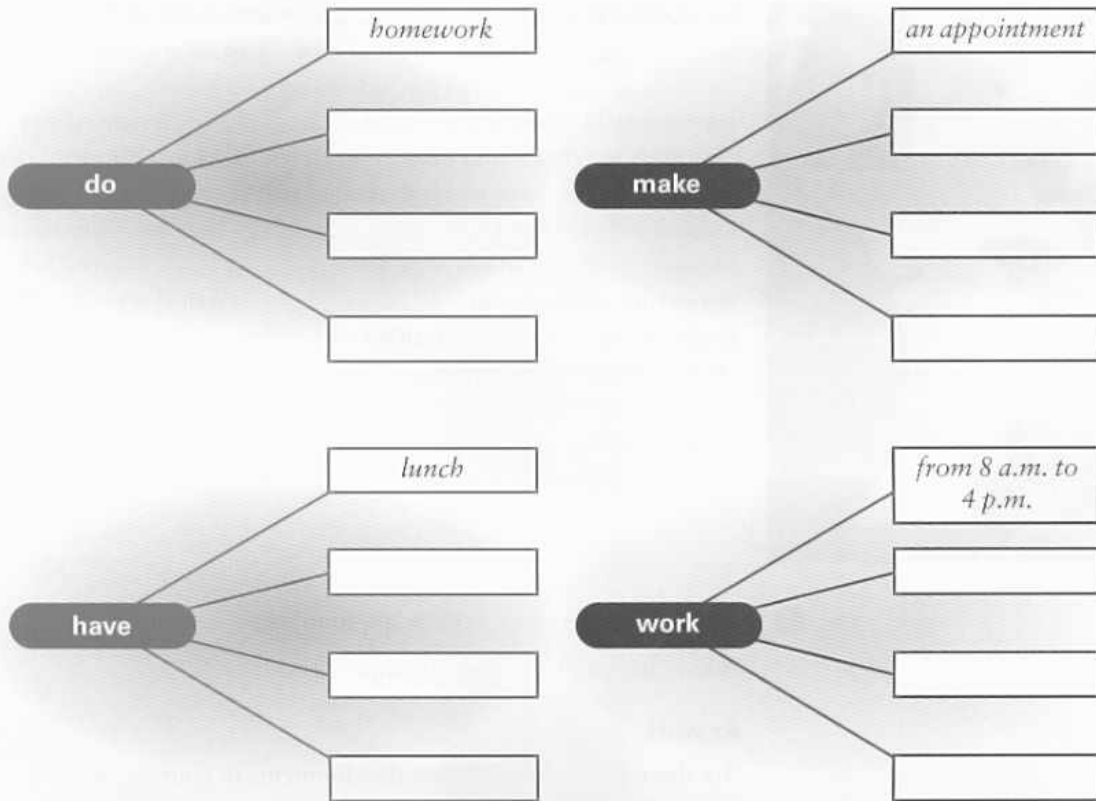 homework
do
an appointment
make
lunch
have
from 8 a.m. to
4 p.m.
work